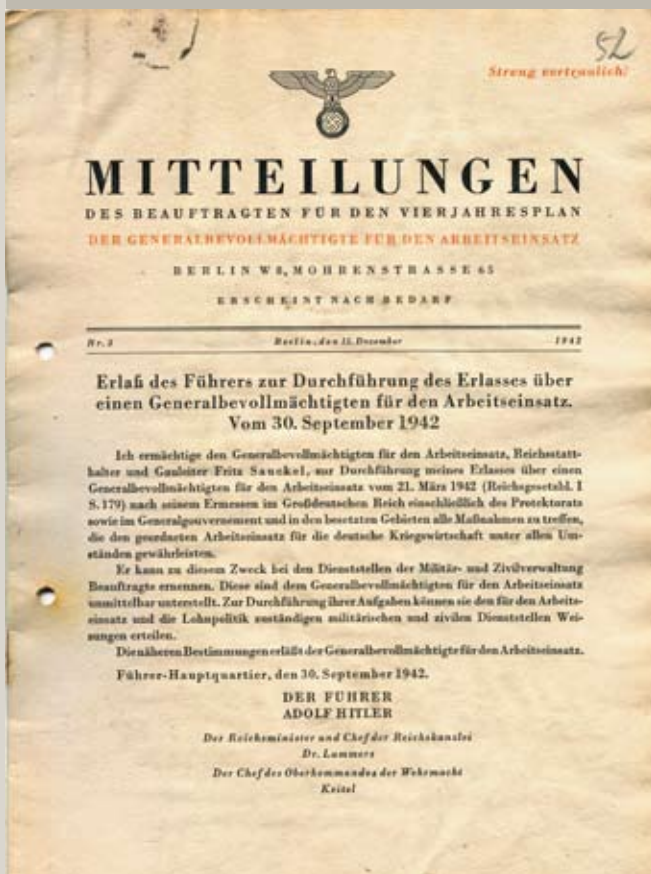 52
Streng vertraulich!
MITTEILUNGEN
DES BEAUFTRAGTEN FÜR DEN VIERJAHRESPLAN
DER GENERALBEVOLLMÄCHTIGTE FÜR DEN ARBEITSEINSATZ
BERLIN W 8, MOHRENSTRASSE 65
ERSCHEINT NACH BEDARF
Nr. 2 Berlin, den 15. Dezember 1942
Erlaß des Führers zur Durchführung des Erlasses über
einen Generalbevollmächtigten für den Arbeitseinsatz.
Vom 30. September 1942
Ich ermächtige den Generalbevollmächtigten für den Arbeitseinsatz, Reichsstatt-
halter und Gauleiter Fritz Sauckel, zur Durchführung meines Erlasses über einen
Generalbevollmächtigten für den Arbeitseinsatz vom 21. März 1942 (Reichsgesetzbl. I
S. 179) nach seinem Ermessen im Großdeutschen Reich einschließlich des Protektorats
sowie im Generalgouvernement und in den besetzten Gebieten alle Maßnahmen zu treffen,
die den geordneten Arbeitseinsatz für die deutsche Kriegswirtschaft unter allen Um-
ständen gewährleisten.
Er kann zu diesem Zweck bei den Dienststellen der Militär- und Zivilverwaltung
Beauftragte ernennen. Diese sind dem Generalbevollmächtigten für den Arbeitseinsatz
unmittelbar unterstellt. Zur Durchführung ihrer Aufgaben können sie den für den Arbeits-
einsatz und die Lohnpolitik zuständigen militärischen und zivilen Dienststellen Wei-
sungen erteilen.
Die näheren Bestimmungen erläßt der Generalbevollmächtigte für den Arbeitseinsatz.
Führer-Hauptquartier, den 30. September 1942.
DER FÜHRER
ADOLF HITLER
Der Reichsminister und Chef der Reichskanzlei
Dr. Lammers
Der Chef des Oberkommandos der Wehrmacht
Keitel